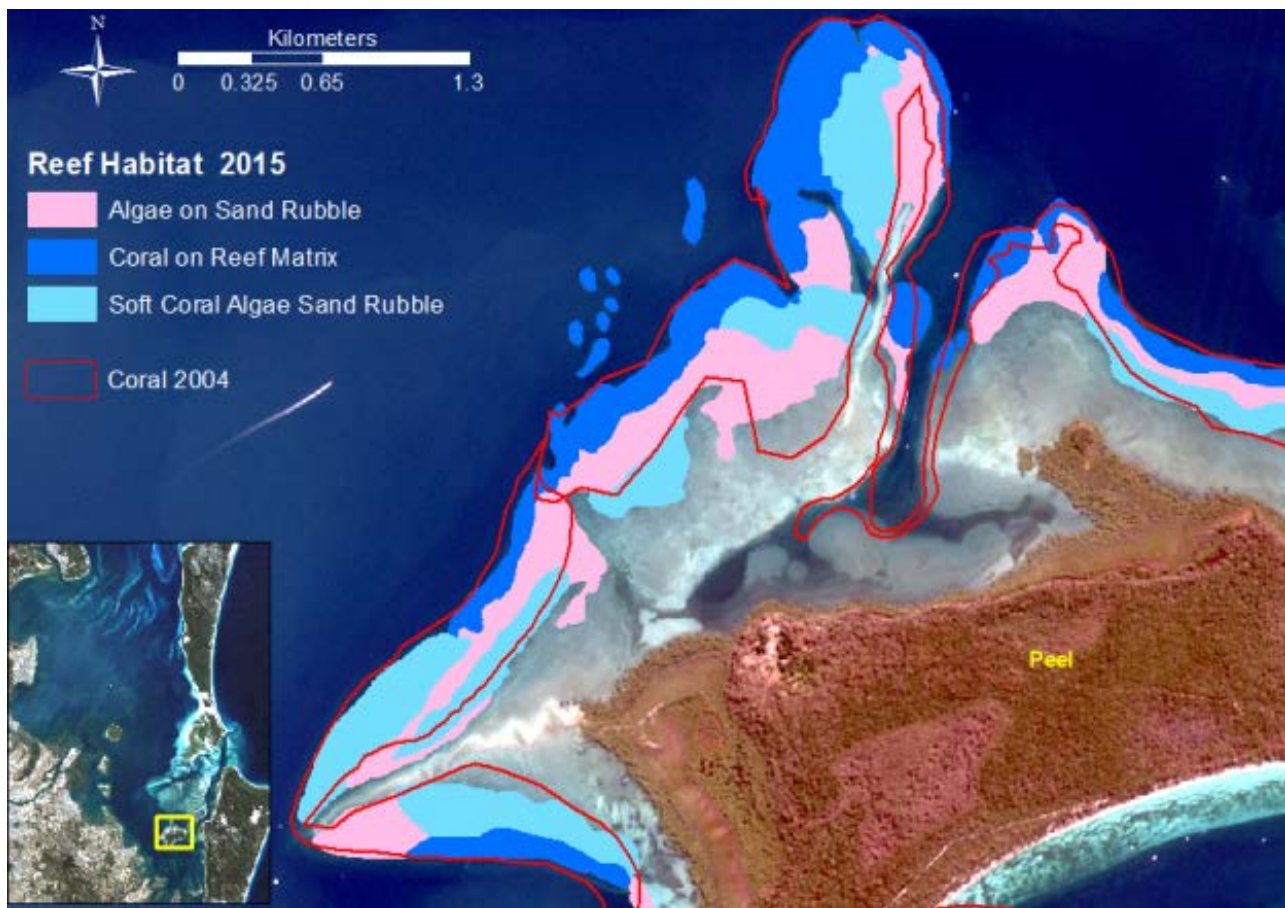 N
Kilometers
0 0.325 0.65 1.3
Reef Habitat 2015
Algae on Sand Rubble
Coral on Reef Matrix
Soft Coral Algae Sand Rubble
Coral 2004
Peel